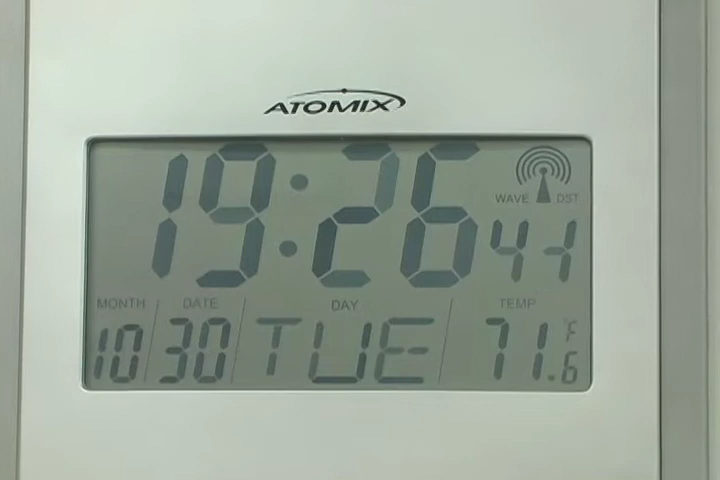 ATOMIX
19:26 41
WAVE DST
MONTH DATE DAY TEMP
10 30 TUE 71.6 °F